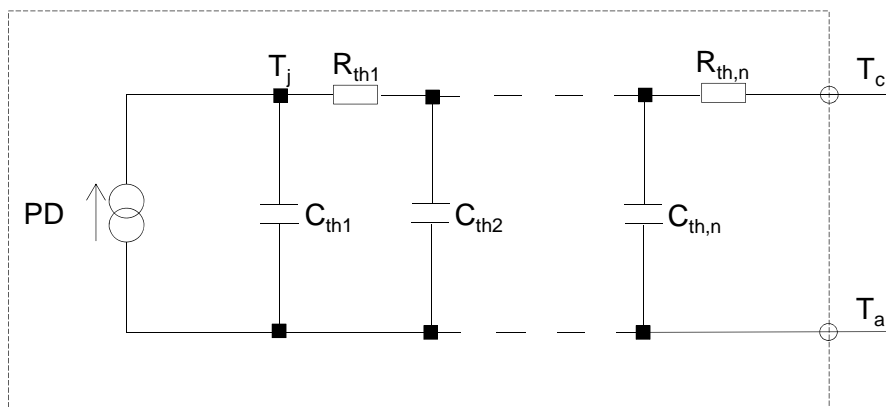 T_j
R_th1
R_th,n
T_c
PD
C_th1
C_th2
C_th,n
T_a